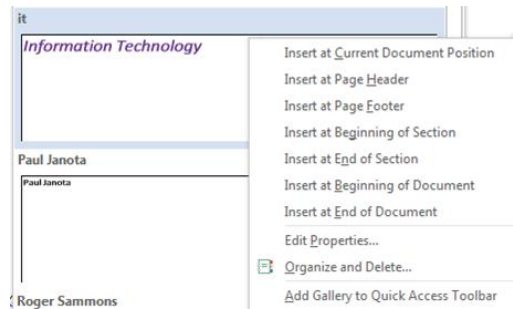 it
Information Technology
Insert at Current Document Position
Insert at Page Header
Insert at Page Footer
Insert at Beginning of Section
Insert at End of Section
Insert at Beginning of Document
Insert at End of Document
Edit Properties...
Organize and Delete...
Add Gallery to Quick Access Toolbar
Paul Janota
Paul Janota
Roger Sammons